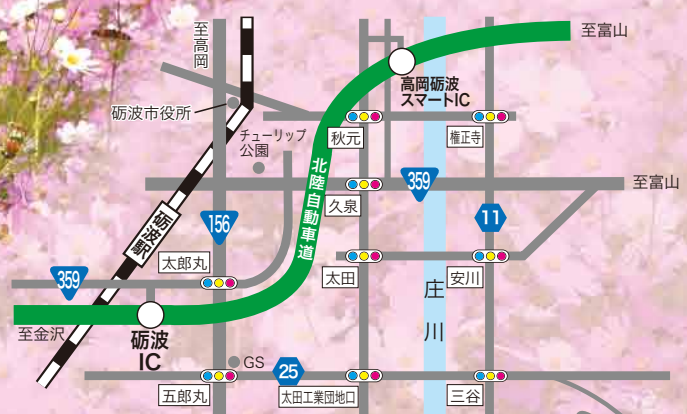 至高岡
至富山
高岡砺波
スマートIC
砺波市役所
チューリップ
公園
秋元
権正寺
北陸自動車道
359
至富山
久泉
砺波駅
156
11
太郎丸
太田
安川
359
庄川
至金沢
砺波
IC
GS
25
五郎丸
太田工業団地口
三谷